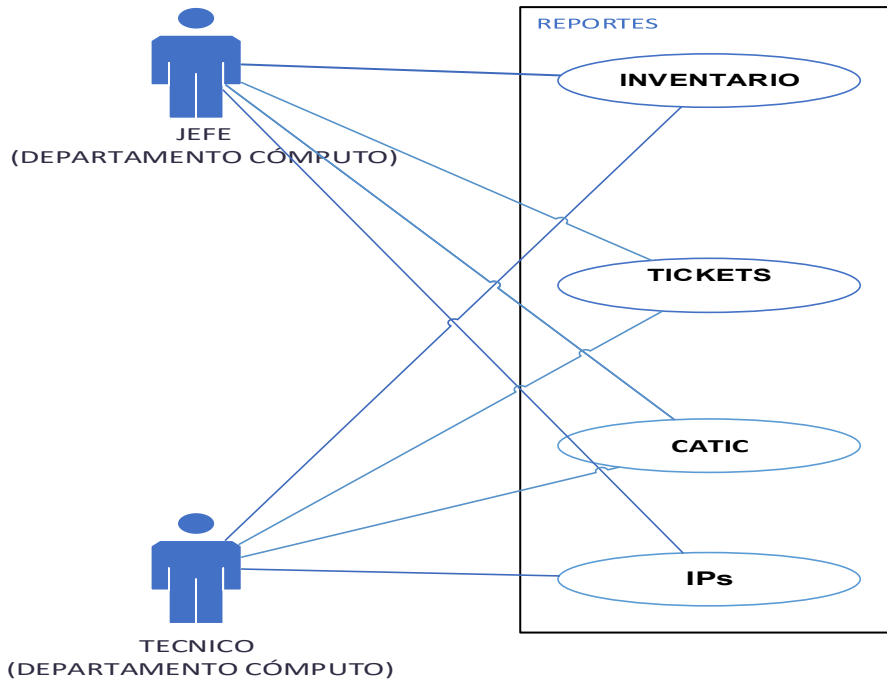 REPORTES
INVENTARIO
JEFE
(DEPARTAMENTO CÓMPUTO)
TICKETS
CATIC
IPs
TECNICO
(DEPARTAMENTO CÓMPUTO)